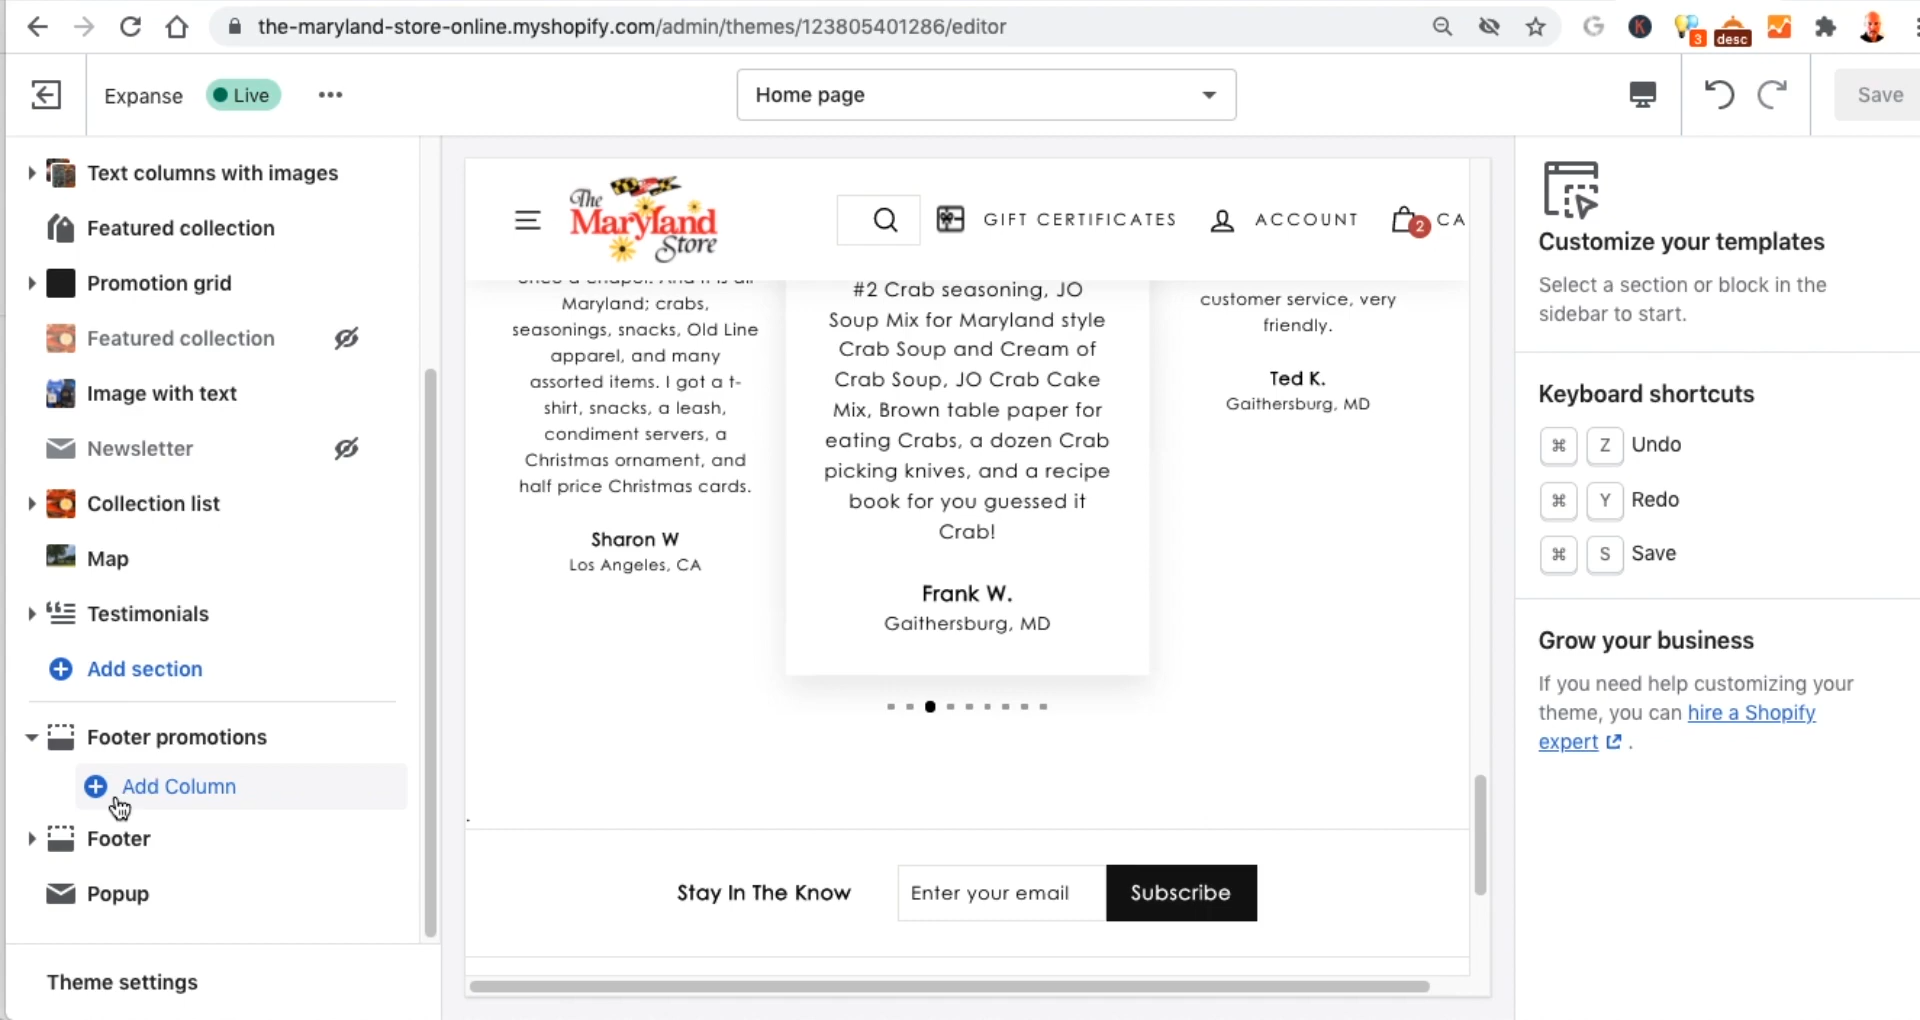 the-maryland-store-online.myshopify.com/admin/themes/123805401286/editor
G
K
3
desc
Expanse
Live
Home page
Save
Text columns with images
Featured collection
Promotion grid
Featured collection
Image with text
Newsletter
Collection list
Map
Testimonials
Add section
Footer promotions
Add Column
Footer
Popup
Theme settings
The
Maryland
Store
GIFT CERTIFICATES
ACCOUNT
2
CA
Maryland; crabs,
seasonings, snacks, Old Line
apparel, and many
assorted items. I got a t-
shirt, snacks, a leash,
condiment servers, a
Christmas ornament, and
half price Christmas cards.
Sharon W
Los Angeles, CA
#2 Crab seasoning, JO
Soup Mix for Maryland style
Crab Soup and Cream of
Crab Soup, JO Crab Cake
Mix, Brown table paper for
eating Crabs, a dozen Crab
picking knives, and a recipe
book for you guessed it
Crab!
Frank W.
Gaithersburg, MD
customer service, very
friendly.
Ted K.
Gaithersburg, MD
.
Stay In The Know
Enter your email
Subscribe
Customize your templates
Select a section or block in the
sidebar to start.
Keyboard shortcuts
⌘ Z Undo
⌘ Y Redo
⌘ S Save
Grow your business
If you need help customizing your
theme, you can hire a Shopify
expert .